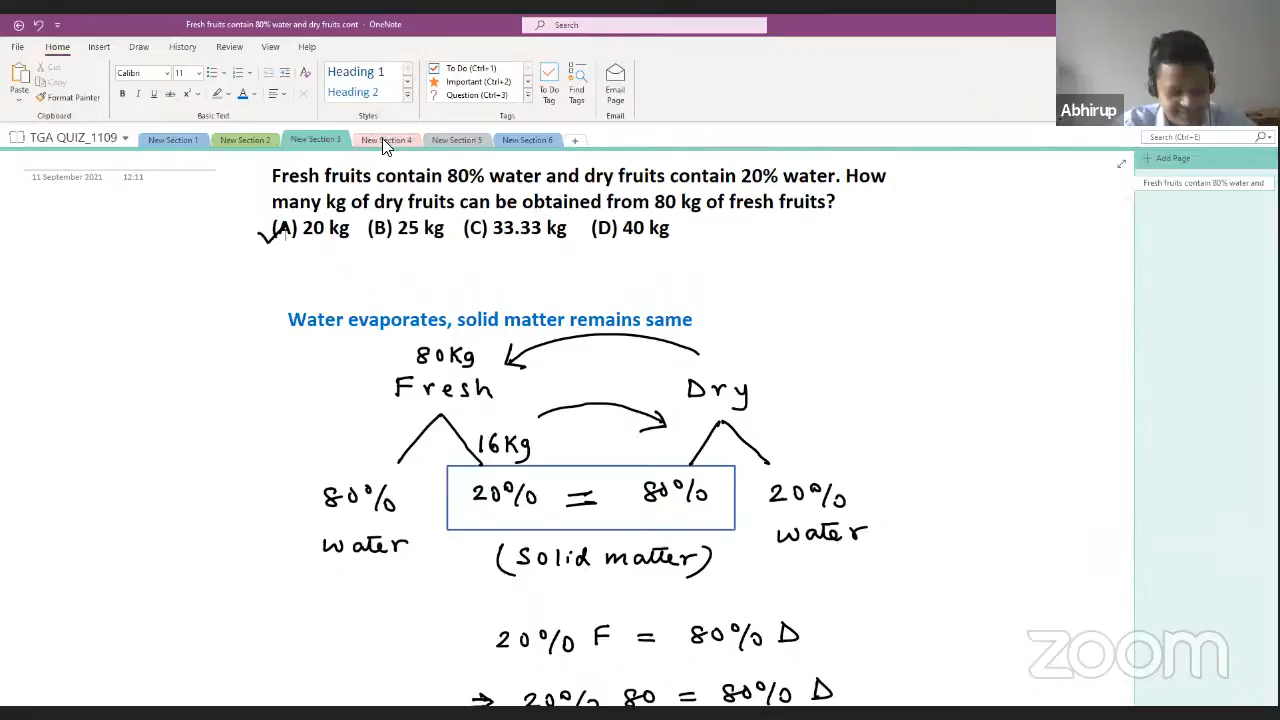 Fresh fruits contain 80% water and dry fruits cont - OneNote
Search
File Home Insert Draw History Review View Help
Paste
Cut
Copy
Format Painter
Clipboard
Calibri 11
B I U ab x
Basic Text
Heading 1
Heading 2
Styles
To Do (Ctrl+1)
Important (Ctrl+2)
? Question (Ctrl+3)
To Do Tag
Find Tags
Tags
Email Page
Email
Abhirup
TGA QUIZ_1109
New Section 1 New Section 2 New Section 3 New Section 4 New Section 5 New Section 6 +
Search (Ctrl+E)
+ Add Page
Fresh fruits contain 80% water and
11 September 2021 12:11
Fresh fruits contain 80% water and dry fruits contain 20% water. How
many kg of dry fruits can be obtained from 80 kg of fresh fruits?
(A) 20 kg (B) 25 kg (C) 33.33 kg (D) 40 kg
Water evaporates, solid matter remains same
80Kg
Fresh Dry
16Kg
80% 20% = 80% 20%
water water
(Solid matter)
20% F = 80% D
→ 20% 80 = 80% D
zoom